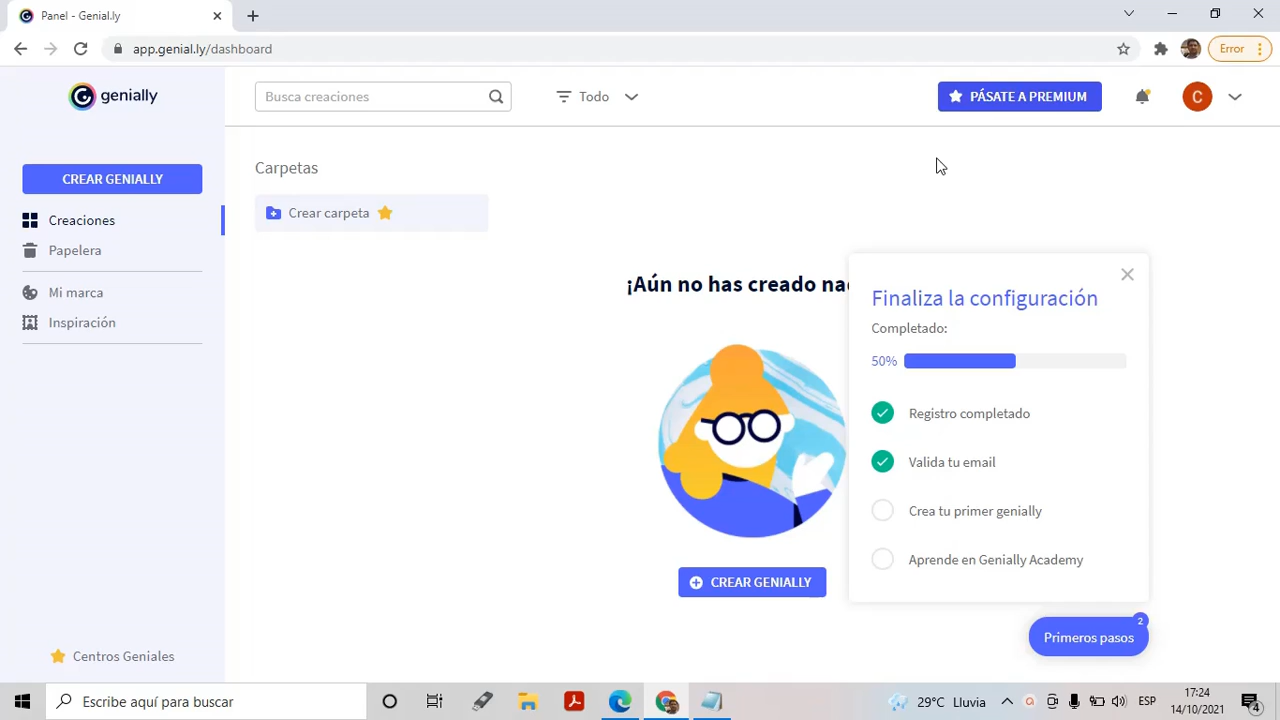 Panel - Genial.ly
app.genial.ly/dashboard
Error
genially
Busca creaciones
Todo
PÁSATE A PREMIUM
C
CREAR GENIALLY
Creaciones
Papelera
Mi marca
Inspiración
Centros Geniales
Carpetas
Crear carpeta
¡Aún no has creado nad
CREAR GENIALLY
Finaliza la configuración
Completado:
50%
Registro completado
Valida tu email
Crea tu primer genially
Aprende en Genially Academy
2
Primeros pasos
Escribe aquí para buscar
29°C Lluvia
ESP
17:24
14/10/2021
4